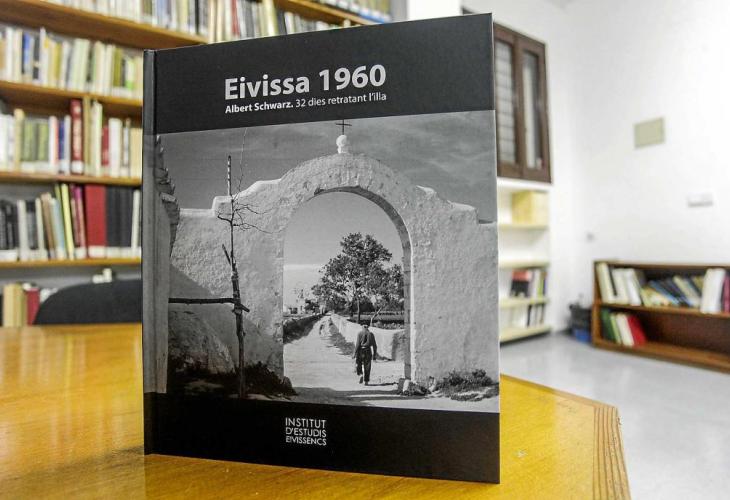 Eivissa 1960
Albert Schwarz. 32 dies retratant l'illa
INSTITUT
D'ESTUDIS
EIVISSENCS